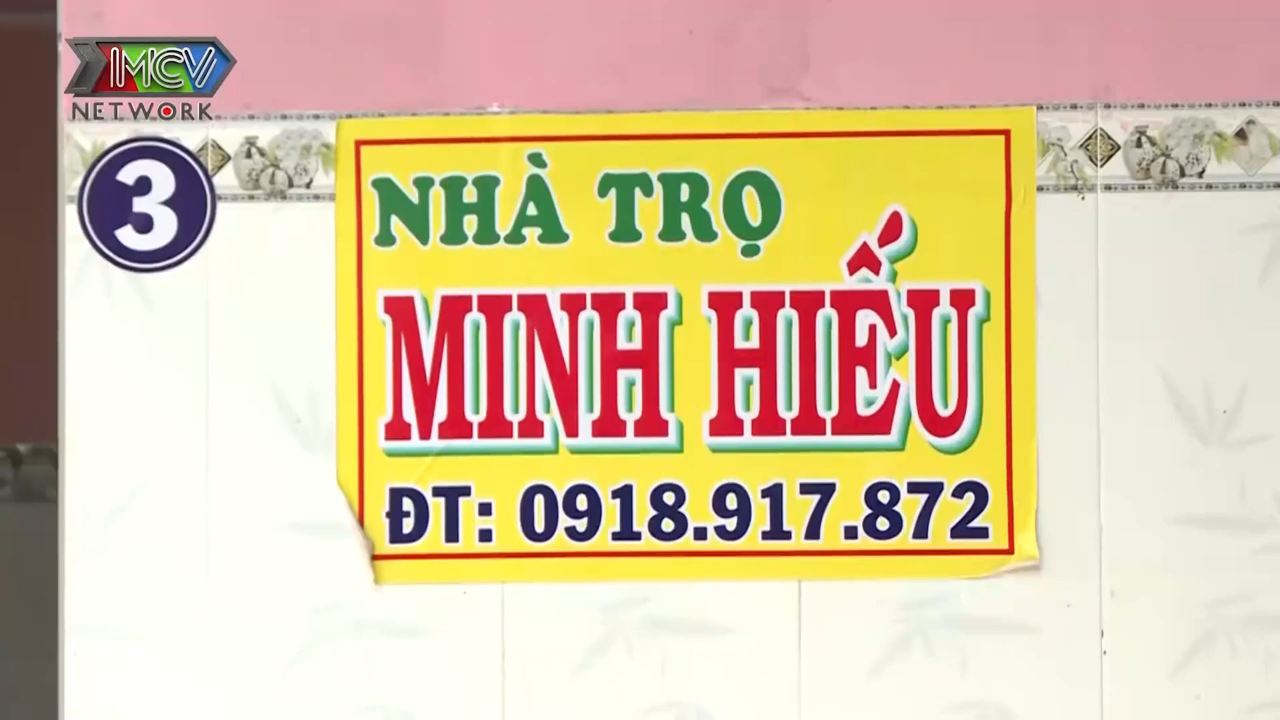 MCV
NETWORK
3
NHÀ TRỌ
MINH HIẾU
ĐT: 0918.917.872